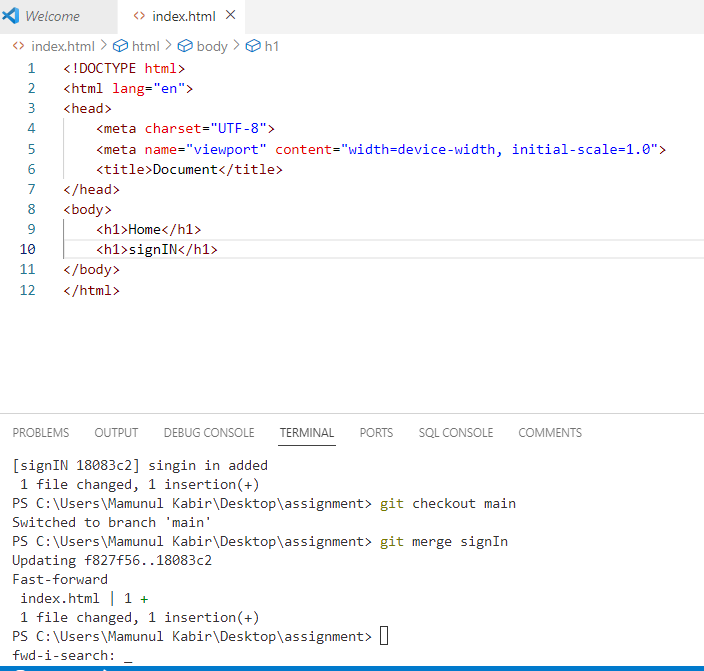 Welcome
index.html
index.html > html > body > h1
1 <!DOCTYPE html>
2 <html lang="en">
3 <head>
4     <meta charset="UTF-8">
5     <meta name="viewport" content="width=device-width, initial-scale=1.0">
6     <title>Document</title>
7 </head>
8 <body>
9     <h1>Home</h1>
10     <h1>signIN</h1>
11 </body>
12 </html>
PROBLEMS OUTPUT DEBUG CONSOLE TERMINAL PORTS SQL CONSOLE COMMENTS
[signIN 18083c2] singin in added
 1 file changed, 1 insertion(+)
PS C:\Users\Mamunul Kabir\Desktop\assignment> git checkout main
Switched to branch 'main'
PS C:\Users\Mamunul Kabir\Desktop\assignment> git merge signIn
Updating f827f56..18083c2
Fast-forward
 index.html | 1 +
 1 file changed, 1 insertion(+)
PS C:\Users\Mamunul Kabir\Desktop\assignment>
fwd-i-search: _